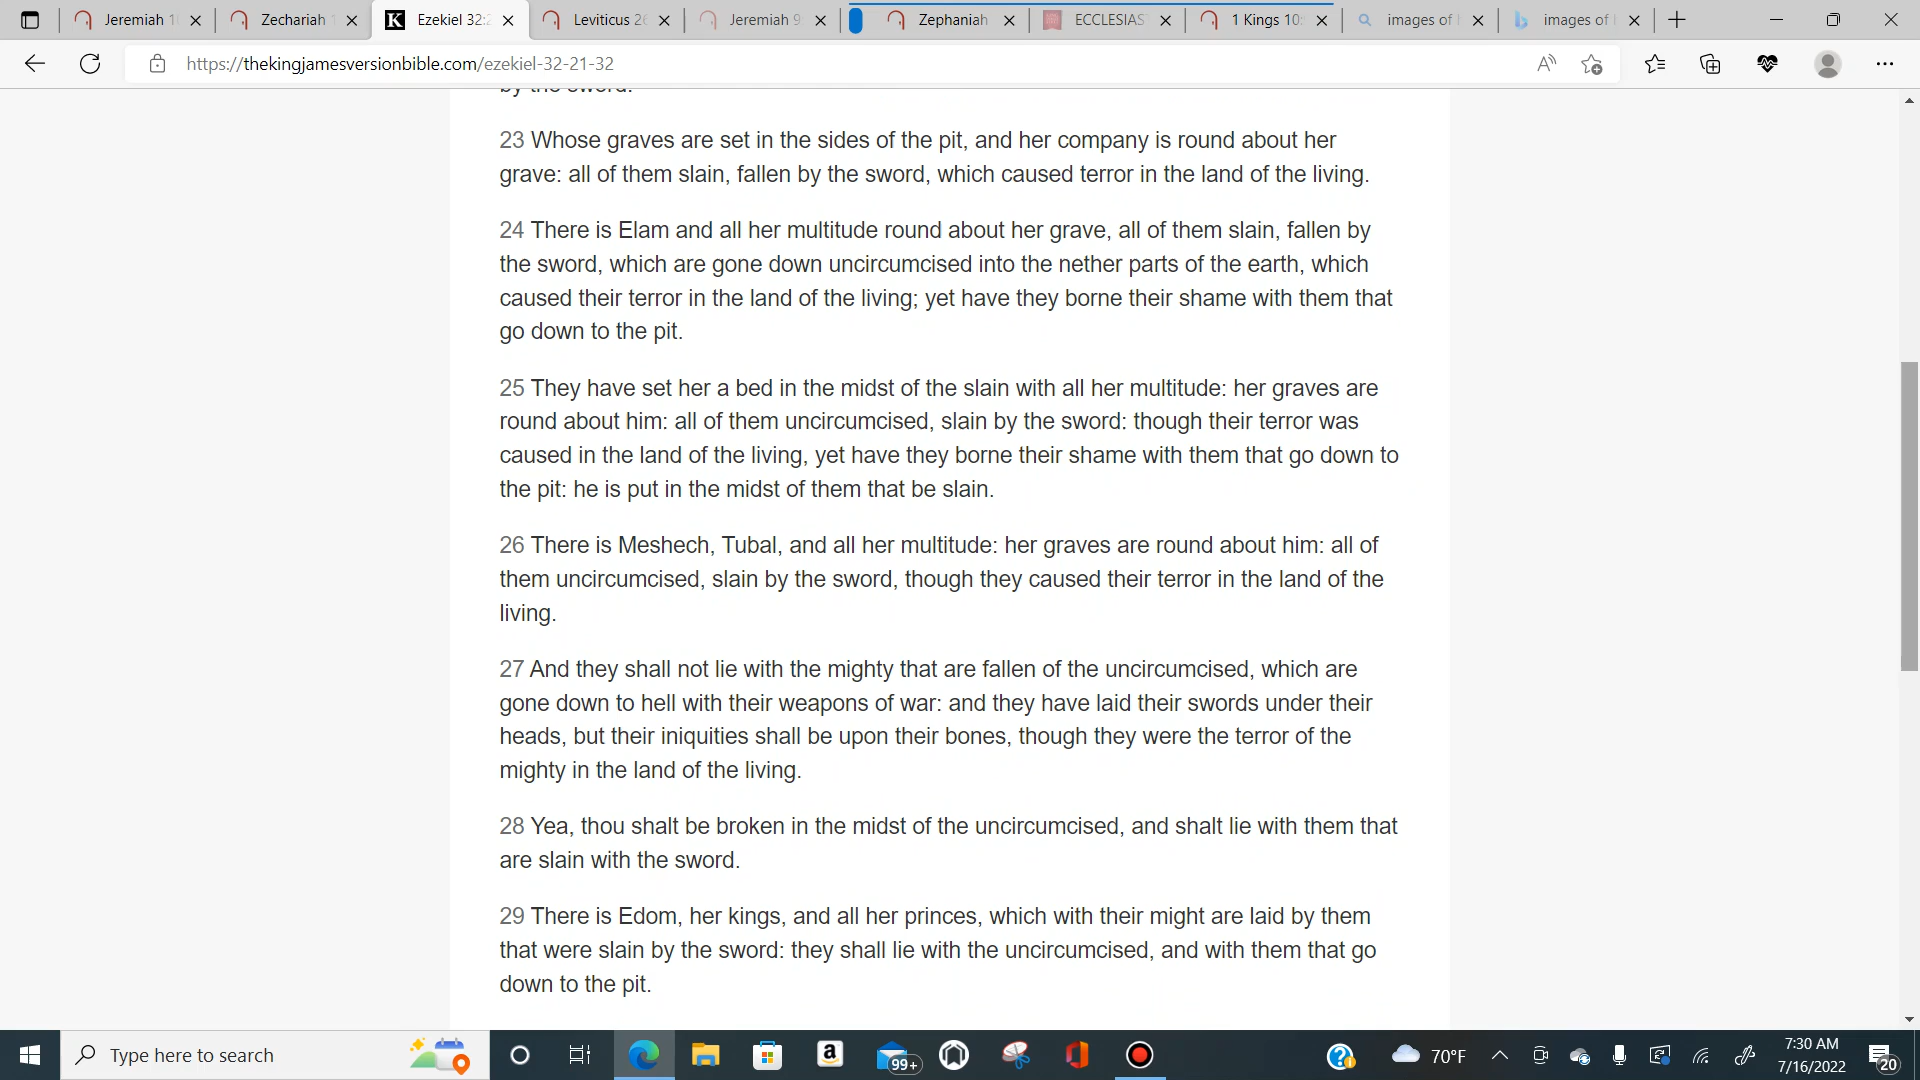 Jeremiah 1
Zechariah 1
Ezekiel 32:2
Leviticus 26
Jeremiah 9
Zephaniah
ECCLESIAS
1 Kings 10:
images of
images of
https://thekingjamesversionbible.com/ezekiel-32-21-32
by the sword.
23 Whose graves are set in the sides of the pit, and her company is round about her
grave: all of them slain, fallen by the sword, which caused terror in the land of the living.
24 There is Elam and all her multitude round about her grave, all of them slain, fallen by
the sword, which are gone down uncircumcised into the nether parts of the earth, which
caused their terror in the land of the living; yet have they borne their shame with them that
go down to the pit.
25 They have set her a bed in the midst of the slain with all her multitude: her graves are
round about him: all of them uncircumcised, slain by the sword: though their terror was
caused in the land of the living, yet have they borne their shame with them that go down to
the pit: he is put in the midst of them that be slain.
26 There is Meshech, Tubal, and all her multitude: her graves are round about him: all of
them uncircumcised, slain by the sword, though they caused their terror in the land of the
living.
27 And they shall not lie with the mighty that are fallen of the uncircumcised, which are
gone down to hell with their weapons of war: and they have laid their swords under their
heads, but their iniquities shall be upon their bones, though they were the terror of the
mighty in the land of the living.
28 Yea, thou shalt be broken in the midst of the uncircumcised, and shalt lie with them that
are slain with the sword.
29 There is Edom, her kings, and all her princes, which with their might are laid by them
that were slain by the sword: they shall lie with the uncircumcised, and with them that go
down to the pit.
Type here to search
99+
70°F
7:30 AM
7/16/2022
20